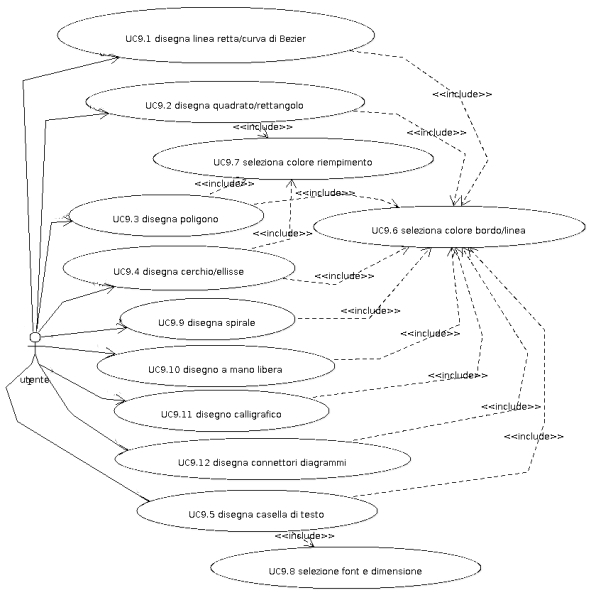 UC9.1 disegna linea retta/curva di Bezier
<<include>>
UC9.2 disegna quadrato/rettangolo
<<include>>
<<include>>
UC9.7 seleziona colore riempimento
<<include>>
<<include>>
UC9.3 disegna poligono
UC9.6 seleziona colore bordo/linea
<<include>>
UC9.4 disegna cerchio/ellisse
<<include>>
<<include>>
UC9.9 disegna spirale
<<include>>
UC9.10 disegno a mano libera
<<include>>
utente
UC9.11 disegno calligrafico
<<include>>
<<include>>
UC9.12 disegna connettori diagrammi
UC9.5 disegna casella di testo
<<include>>
UC9.8 selezione font e dimensione